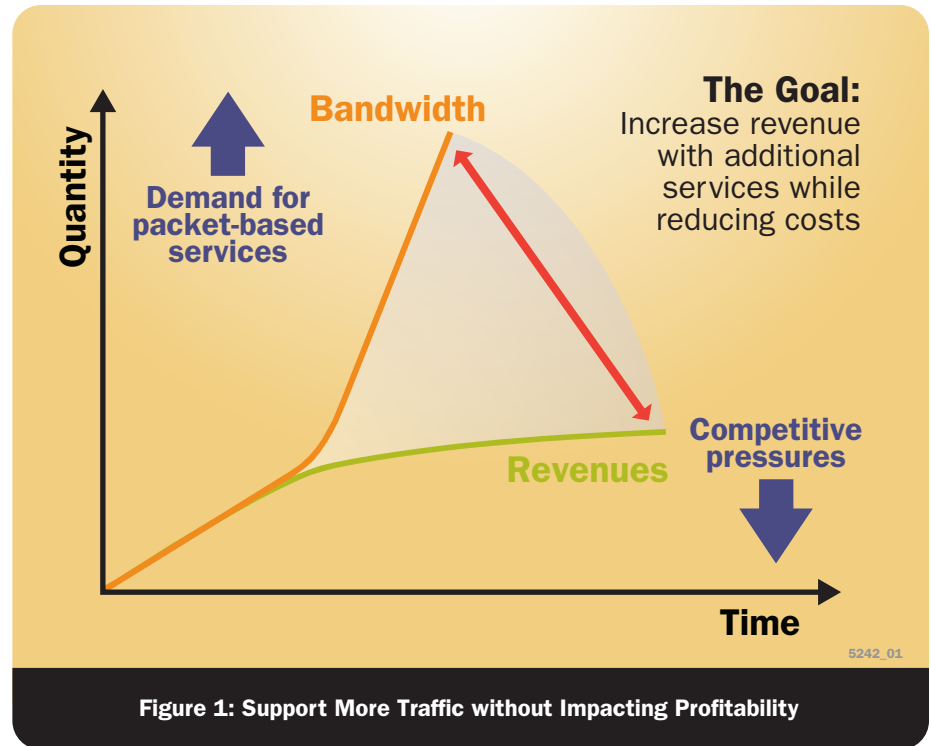 Quantity
Demand for
packet-based
services
Bandwidth
The Goal:
Increase revenue
with additional
services while
reducing costs
Revenues
Competitive
pressures
Time
5242_01
Figure 1: Support More Traffic without Impacting Profitability